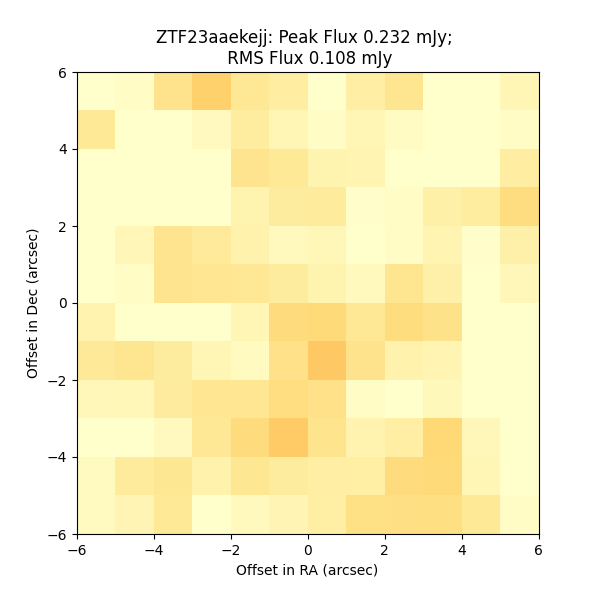 ZTF23aaekejj: Peak Flux 0.232 mJy;
RMS Flux 0.108 mJy
6
4
2
0
−2
−4
−6
Offset in Dec (arcsec)
−6 −4 −2 0 2 4 6
Offset in RA (arcsec)